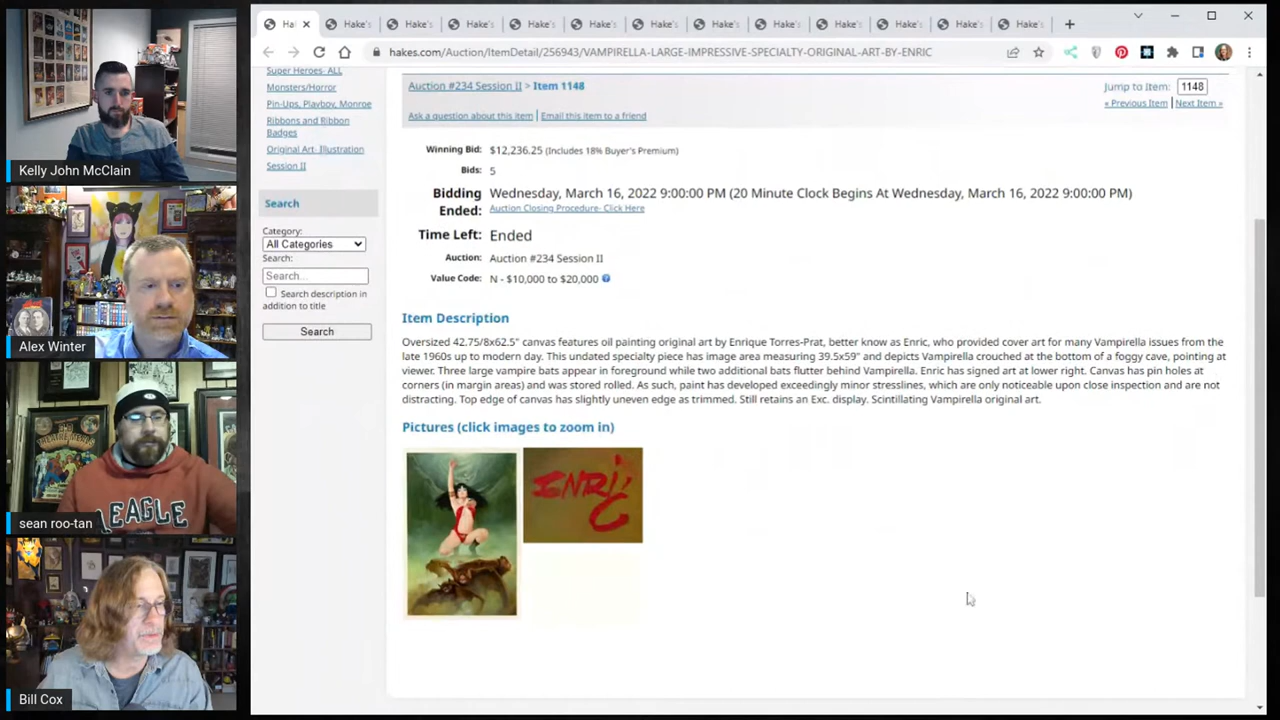 Hake's
Hake's
Hake's
Hake's
Hake's
Hake's
Hake's
Hake's
Hake's
Hake's
Hake's
Hake's
hakes.com/Auction/ItemDetail/256943/VAMPIRELLA-LARGE-IMPRESSIVE-SPECIALTY-ORIGINAL-ART-BY-ENRIC
Super Heroes- ALL
Monsters/Horror
Pin-Ups, Playboy, Monroe
Ribbons and Ribbon
Badges
Original Art- Illustration
Session II
Search
Category:
All Categories
Search:
Search...
Search description in
addition to title
Search
Auction #234 Session II > Item 1148
Jump to Item: 1148
« Previous Item | Next Item »
Ask a question about this item | Email this item to a friend
Winning Bid: $12,236.25 (Includes 18% Buyer's Premium)
Bids: 5
Bidding Ended: Wednesday, March 16, 2022 9:00:00 PM (20 Minute Clock Begins At Wednesday, March 16, 2022 9:00:00 PM)
Auction Closing Procedure- Click Here
Time Left: Ended
Auction: Auction #234 Session II
Value Code: N - $10,000 to $20,000
Item Description
Oversized 42.75/8x62.5" canvas features oil painting original art by Enrique Torres-Prat, better know as Enric, who provided cover art for many Vampirella issues from the
late 1960s up to modern day. This undated specialty piece has image area measuring 39.5x59" and depicts Vampirella crouched at the bottom of a foggy cave, pointing at
viewer. Three large vampire bats appear in foreground while two additional bats flutter behind Vampirella. Enric has signed art at lower right. Canvas has pin holes at
corners (in margin areas) and was stored rolled. As such, paint has developed exceedingly minor stresslines, which are only noticeable upon close inspection and are not
distracting. Top edge of canvas has slightly uneven edge as trimmed. Still retains an Exc. display. Scintillating Vampirella original art.
Pictures (click images to zoom in)
ENRIC
Kelly John McClain
Alex Winter
EAGLE
sean roo-tan
Bill Cox